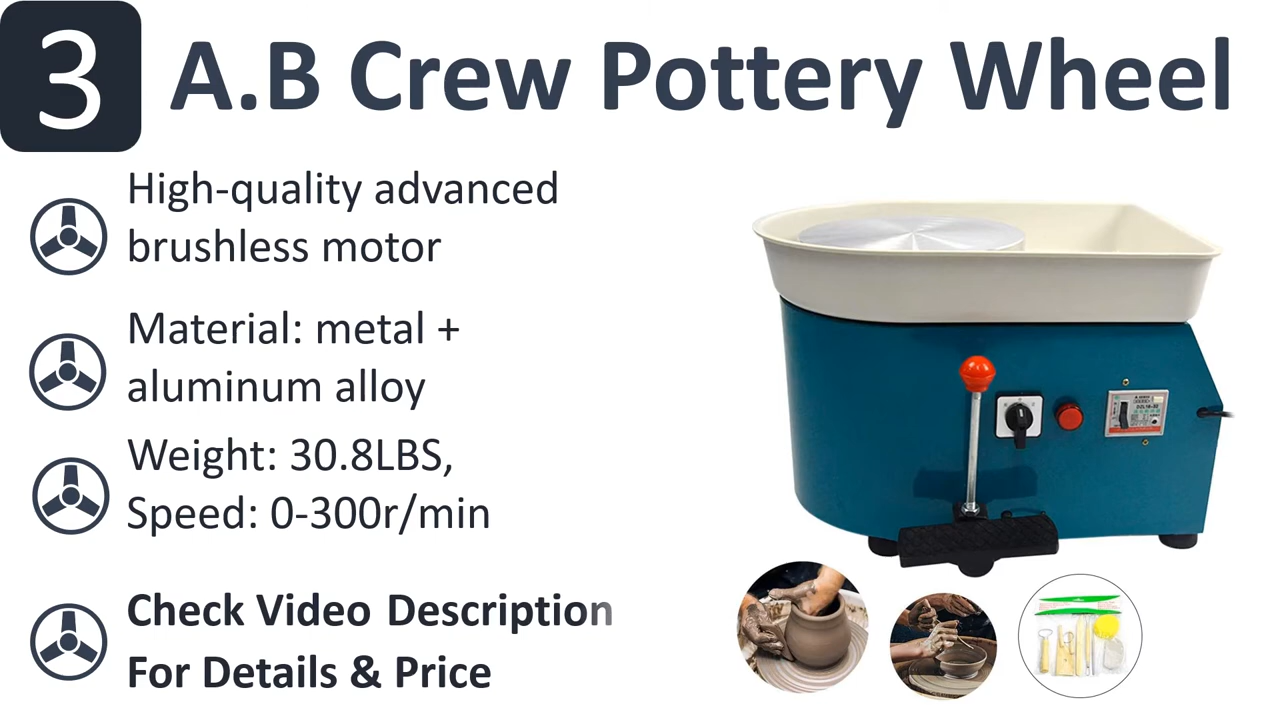 3
A.B Crew Pottery Wheel
High-quality advanced
brushless motor
Material: metal +
aluminum alloy
Weight: 30.8LBS,
Speed: 0-300r/min
Check Video Description
For Details & Price